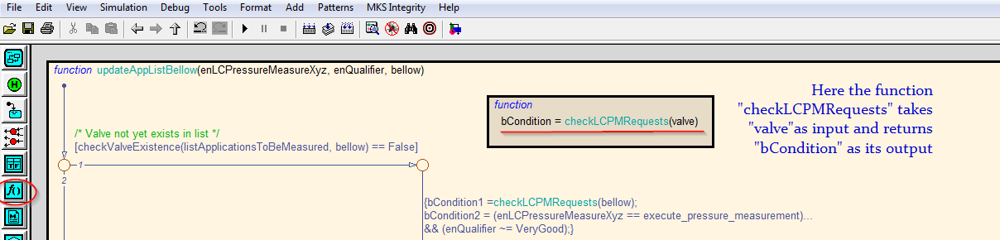 File Edit View Simulation Debug Tools Format Add Patterns MKS Integrity Help
function updateAppListBellow(enLCPressureMeasureXyz, enQualifier, bellow)
function
bCondition = checkLCPMRequests(valve)
Here the function
"checkLCPMRequests" takes
"valve"as input and returns
"bCondition" as its output
/* Valve not yet exists in list */
[checkValveExistence(listApplicationsToBeMeasured, bellow) == False]
1
2
{bCondition1 =checkLCPMRequests(bellow);
bCondition2 = (enLCPressureMeasureXyz == execute_pressure_measurement)...
&& (enQualifier ~= VeryGood);}
H
TF
f()
M